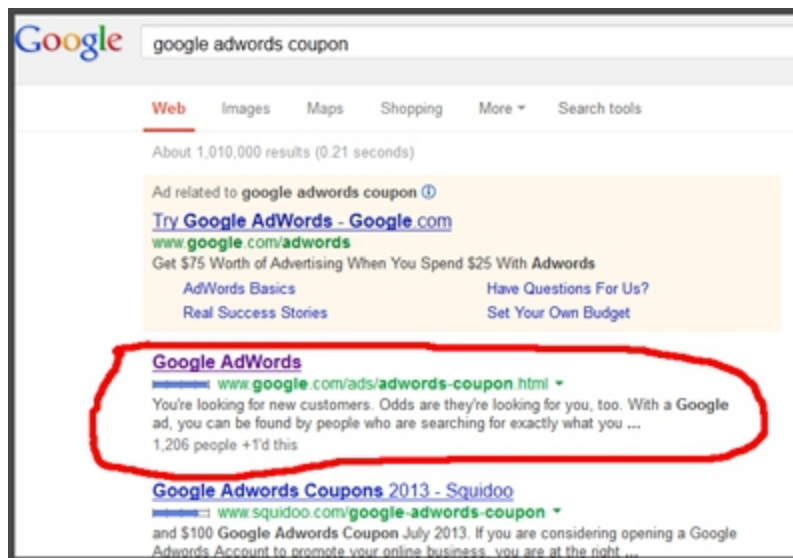 Google google adwords coupon
Web Images Maps Shopping More Search tools
About 1,010,000 results (0.21 seconds)
Ad related to google adwords coupon
Try Google AdWords - Google.com
www.google.com/adwords
Get $75 Worth of Advertising When You Spend $25 With Adwords
AdWords Basics Have Questions For Us?
Real Success Stories Set Your Own Budget
Google AdWords
www.google.com/ads/adwords-coupon.html
You're looking for new customers. Odds are they're looking for you, too. With a Google
ad, you can be found by people who are searching for exactly what you ...
1,206 people +1'd this
Google Adwords Coupons 2013 - Squidoo
www.squidoo.com/google-adwords-coupon
and $100 Google Adwords Coupon July 2013. If you are considering opening a Google
Adwords Account to promote your online business, you are at the right ...